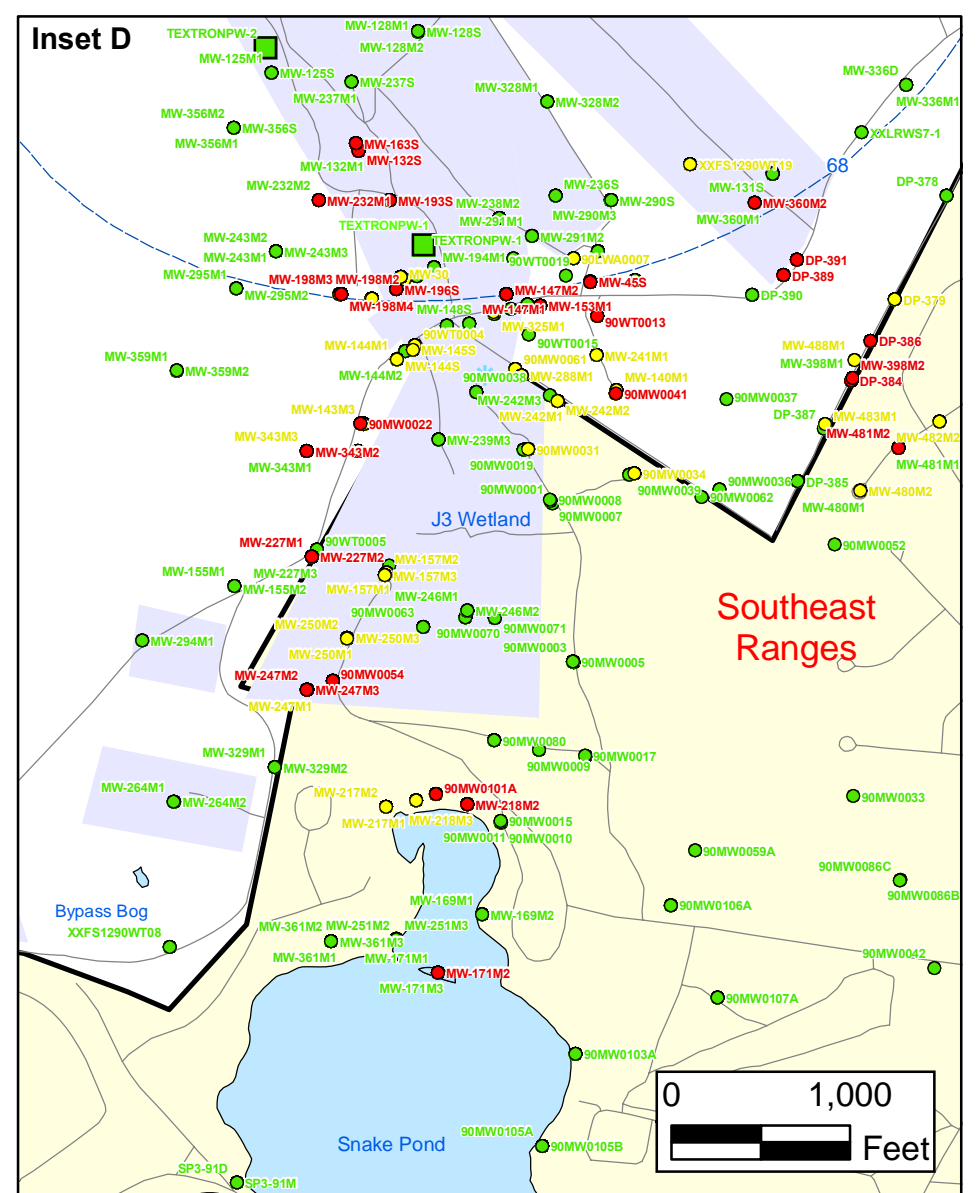 Inset D
TEXTRONPW-2
MW-128M1
MW-128S
MW-128M2
MW-125M1
MW-125S
MW-237S
MW-237M1
MW-328M1
MW-328M2
MW-336D
MW-336M1
MW-356M2
MW-356S
MW-356M1
XXLRWS7-1
MW-163S
MW-132S
MW-132M1
XXFS1290WT19
68
MW-131S
DP-378
MW-232M2
MW-232M1
MW-193S
MW-238M2
MW-236S
MW-290S
MW-290M3
MW-360M2
MW-360M1
MW-291M1
TEXTRONPW-1
TEXTRONPW-1
MW-291M2
MW-243M2
MW-243M3
MW-243M1
MW-194M1
90WT0019
90LWA0007
DP-391
DP-389
MW-295M1
MW-295M2
MW-198M3
MW-198M2
MW-30
MW-196S
MW-198M4
MW-147M2
MW-147M1
MW-45S
MW-153M1
DP-390
DP-379
MW-148S
90WT0013
MW-325M1
90WT0004
90WT0015
MW-144M1
MW-145S
MW-144S
MW-144M2
MW-359M1
MW-359M2
90MW0061
MW-241M1
DP-386
MW-488M1
MW-398M1
MW-398M2
DP-384
90MW0038
MW-288M1
MW-140M1
90MW0041
MW-242M3
MW-242M2
MW-242M1
90MW0037
DP-387
MW-483M1
MW-481M2
MW-482M2
MW-481M1
MW-143M3
90MW0022
MW-343M3
MW-343M2
MW-343M1
MW-239M3
90MW0031
90MW0019
90MW0034
90MW0039
90MW0036
90MW0062
DP-385
MW-480M2
MW-480M1
90MW0001
90MW0008
90MW0007
J3 Wetland
90MW0052
MW-227M1
90WT0005
MW-227M2
MW-227M3
MW-157M2
MW-157M3
MW-157M1
MW-155M1
MW-155M2
MW-246M1
MW-246M2
90MW0063
90MW0070
90MW0071
Southeast
Ranges
MW-250M2
MW-250M3
MW-250M1
MW-294M1
90MW0003
90MW0005
MW-247M2
90MW0054
MW-247M3
MW-247M1
90MW0080
90MW0009
90MW0017
MW-329M1
MW-329M2
MW-264M1
MW-264M2
MW-217M2
MW-217M1
90MW0101A
MW-218M2
MW-218M3
90MW0015
90MW0011
90MW0010
90MW0033
90MW0059A
90MW0086C
90MW0086B
90MW0106A
Bypass Bog
XXFS1290WT08
MW-169M1
MW-169M2
MW-361M2
MW-251M2
MW-251M3
MW-361M3
MW-361M1
MW-171M1
MW-171M2
MW-171M3
90MW0042
90MW0107A
90MW0103A
0
1,000
Feet
90MW0105A
90MW0105B
Snake Pond
SP3-91D
SP3-91M